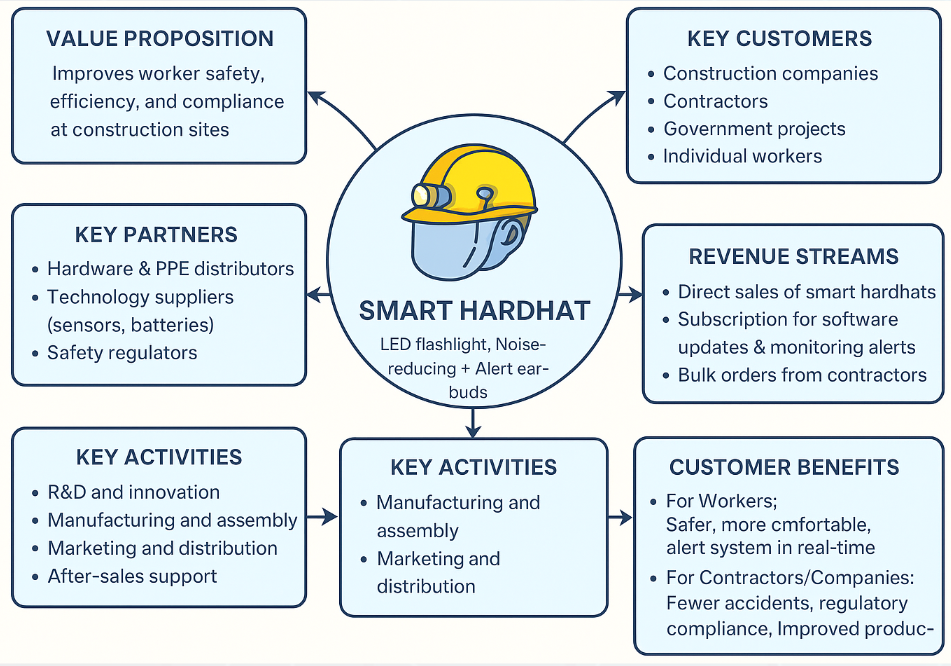 VALUE PROPOSITION
Improves worker safety,
efficiency, and compliance
at construction sites
KEY CUSTOMERS
• Construction companies
• Contractors
• Government projects
• Individual workers
KEY PARTNERS
• Hardware & PPE distributors
• Technology suppliers
(sensors, batteries)
• Safety regulators
SMART HARDHAT
LED flashlight, Noise-
reducing + Alert ear-
buds
REVENUE STREAMS
• Direct sales of smart hardhats
• Subscription for software
updates & monitoring alerts
• Bulk orders from contractors
KEY ACTIVITIES
• R&D and innovation
• Manufacturing and assembly
• Marketing and distribution
• After-sales support
KEY ACTIVITIES
• Manufacturing and
assembly
• Marketing and
distribution
CUSTOMER BENEFITS
• For Workers;
Safer, more cmfortable,
alert system in real-time
• For Contractors/Companies:
Fewer accidents, regulatory
compliance, Improved produc-